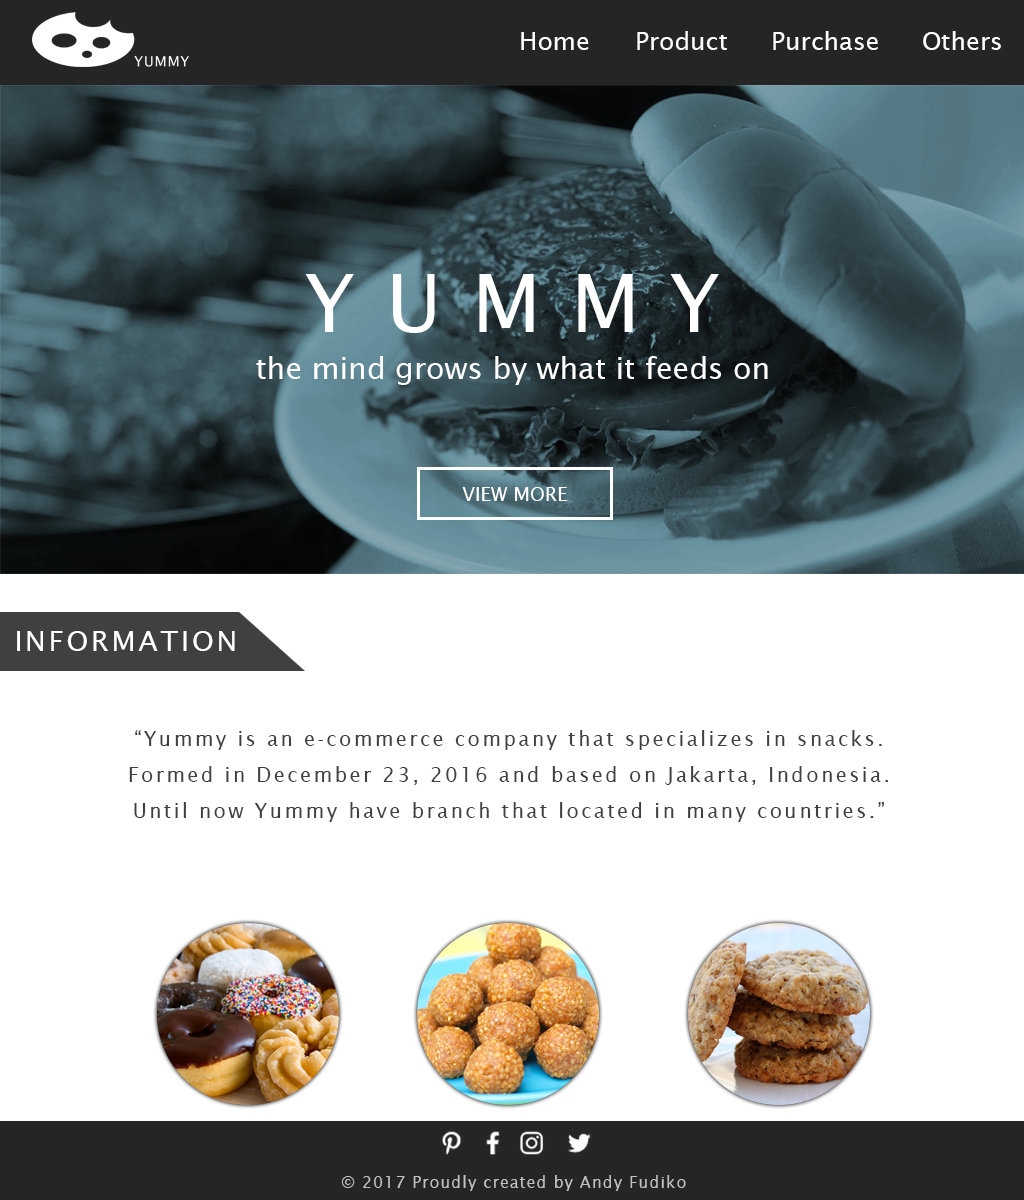 YUMMY
Home Product Purchase Others
YUMMY
the mind grows by what it feeds on
VIEW MORE
INFORMATION
“Yummy is an e-commerce company that specializes in snacks.
Formed in December 23, 2016 and based on Jakarta, Indonesia.
Until now Yummy have branch that located in many countries.”
© 2017 Proudly created by Andy Fudiko